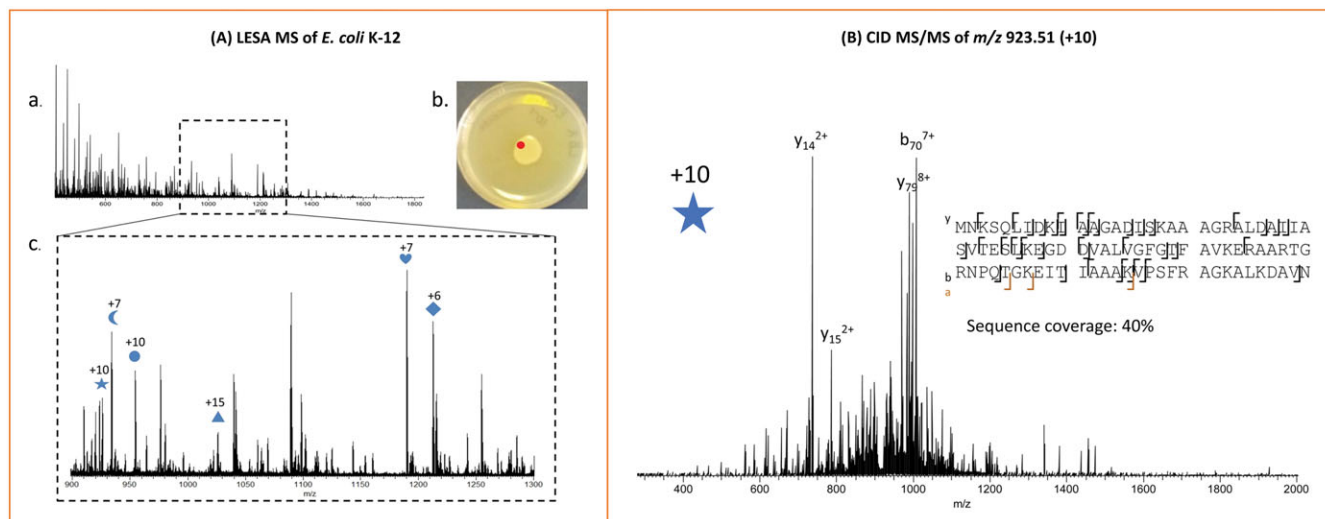 (A) LESA MS of E. coli K-12
a.
b.
400 600 800 1000 1200 1400 1600 1800
m/z
c.
+7
+10
+10
+15
+7
+6
900 950 1000 1050 1100 1150 1200 1250 1300
m/z
(B) CID MS/MS of m/z 923.51 (+10)
+10
y14 2+
b70 7+
y79 8+
y15 2+
y
MNKSQLIDKI AAGADISKAA AGRALDAIIA
SVTESLKEGD DVALVGFGTF AVKERAARTG
b
RNPQTGKEIT IAAAKVPSFR AGKALKDAVN
a
Sequence coverage: 40%
400 600 800 1000 1200 1400 1600 1800 2000
m/z